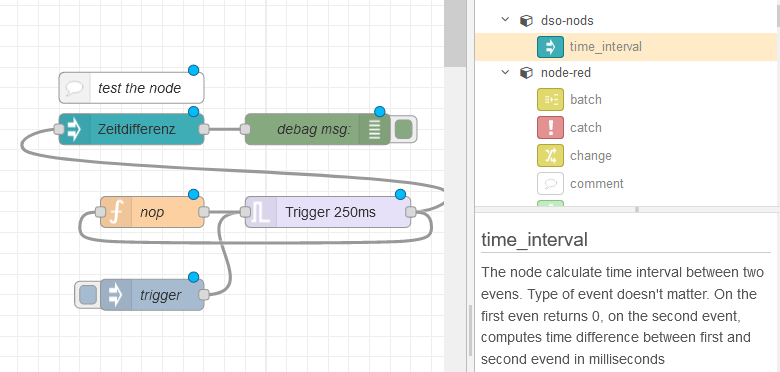 test the node
Zeitdifferenz
debag msg:
nop
Trigger 250ms
trigger
dso-nods
time_interval
node-red
batch
catch
change
comment
time_interval
The node calculate time interval between two
evens. Type of event doesn't matter. On the
first even returns 0, on the second event,
computes time difference between first and
second evend in milliseconds